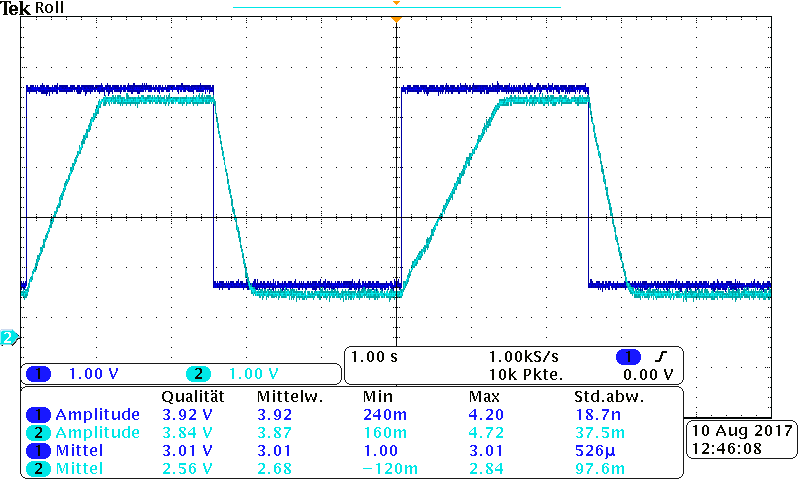 Tek Roll
2
1 1.00 V 2 1.00 V
1.00 s 1.00kS/s 1
10k Pkte. 0.00 V
Qualität Mittelw. Min Max Std.abw.
1 Amplitude 3.92 V 3.92 240m 4.20 18.7n
2 Amplitude 3.84 V 3.87 160m 4.72 37.5m
1 Mittel 3.01 V 3.01 1.00 3.01 526µ
2 Mittel 2.56 V 2.68 −120m 2.84 97.6m
10 Aug 2017
12:46:08